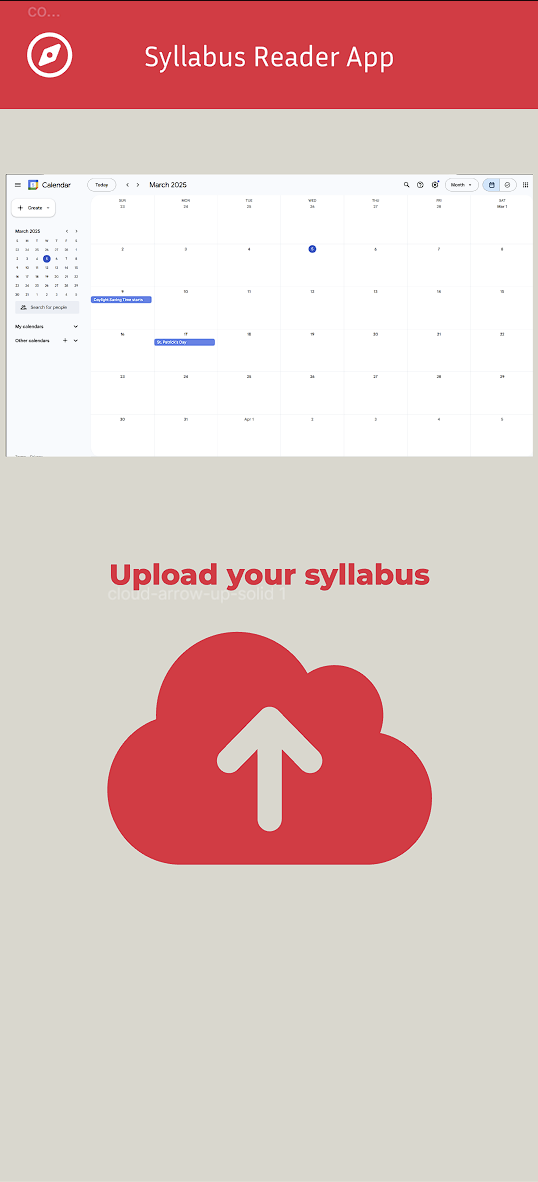 co...
Syllabus Reader App
Calendar Today March 2025 Month
Create
SUN MON TUE WED THU FRI SAT
23 24 25 26 27 28 Mar 1
March 2025
S M T W T F S
23 24 25 26 27 28 1
2 3 4 5 6 7 8
9 10 11 12 13 14 15
16 17 18 19 20 21 22
23 24 25 26 27 28 29
30 31 1 2 3 4 5
Search for people
My calendars
Other calendars
2 3 4 5 6 7 8
9 10 11 12 13 14 15
Daylight Saving Time starts
16 17 18 19 20 21 22
St. Patrick's Day
23 24 25 26 27 28 29
30 31 Apr 1 2 3 4 5
Upload your syllabus
cloud-arrow-up-solid 1